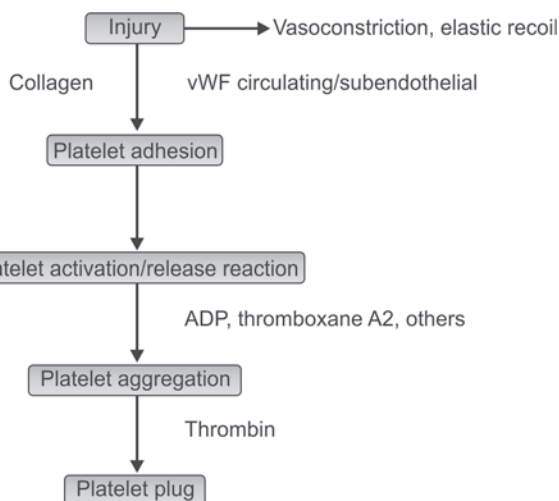 Injury
Vasoconstriction, elastic recoil
Collagen
vWF circulating/subendothelial
Platelet adhesion
atelet activation/release reaction
ADP, thromboxane A2, others
Platelet aggregation
Thrombin
Platelet plug